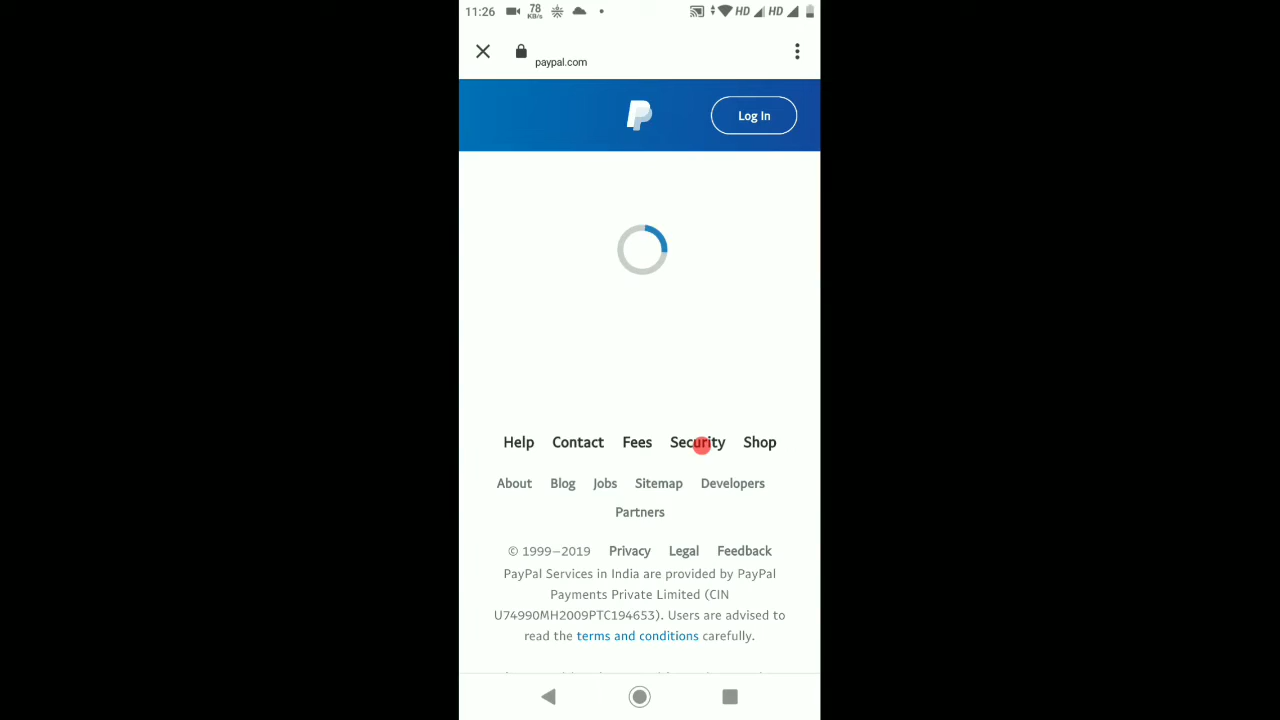 11:26 78 KB/s HD HD
paypal.com
Log In
Help Contact Fees Security Shop
About Blog Jobs Sitemap Developers
Partners
© 1999–2019 Privacy Legal Feedback
PayPal Services in India are provided by PayPal
Payments Private Limited (CIN
U74990MH2009PTC194653). Users are advised to
read the terms and conditions carefully.